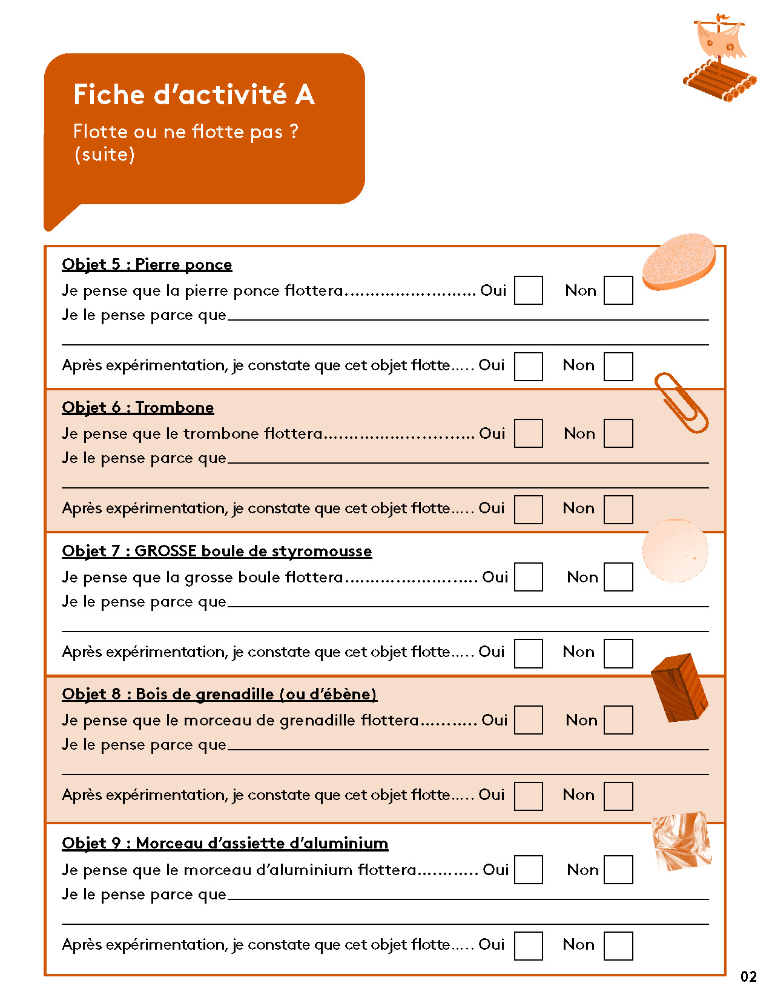 Fiche d’activité A
Flotte ou ne flotte pas ?
(suite)
Objet 5 : Pierre ponce
Je pense que la pierre ponce flottera.......................... Oui Non
Je le pense parce que
Après expérimentation, je constate que cet objet flotte..... Oui Non
Objet 6 : Trombone
Je pense que le trombone flottera.............................. Oui Non
Je le pense parce que
Après expérimentation, je constate que cet objet flotte..... Oui Non
Objet 7 : GROSSE boule de styromousse
Je pense que la grosse boule flottera.......................... Oui Non
Je le pense parce que
Après expérimentation, je constate que cet objet flotte..... Oui Non
Objet 8 : Bois de grenadille (ou d’ébène)
Je pense que le morceau de grenadille flottera........... Oui Non
Je le pense parce que
Après expérimentation, je constate que cet objet flotte..... Oui Non
Objet 9 : Morceau d’assiette d’aluminium
Je pense que le morceau d’aluminium flottera............ Oui Non
Je le pense parce que
Après expérimentation, je constate que cet objet flotte..... Oui Non
02